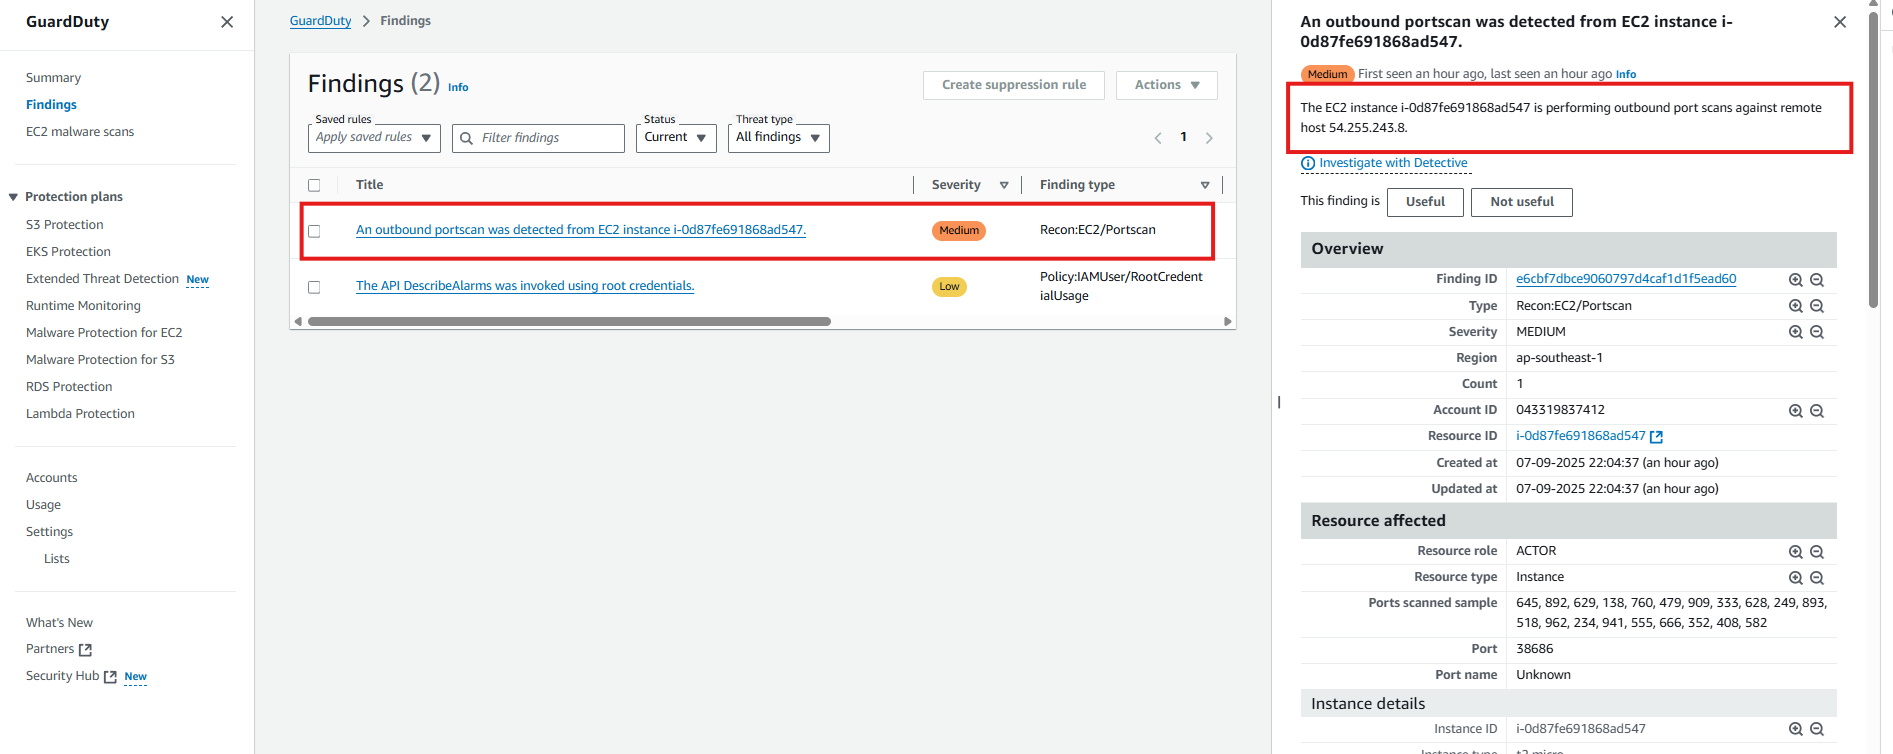 GuardDuty
Summary
Findings
EC2 malware scans
Protection plans
S3 Protection
EKS Protection
Extended Threat Detection New
Runtime Monitoring
Malware Protection for EC2
Malware Protection for S3
RDS Protection
Lambda Protection
Accounts
Usage
Settings
Lists
What's New
Partners
Security Hub New
GuardDuty Findings
Findings (2) Info
Create suppression rule
Actions
Saved rules
Apply saved rules
Filter findings
Status
Current
Threat type
All findings
1
Title Severity Finding type
An outbound portscan was detected from EC2 instance i-0d87fe691868ad547. Medium Recon:EC2/Portscan
The API DescribeAlarms was invoked using root credentials. Low Policy:IAMUser/RootCredent
ialUsage
An outbound portscan was detected from EC2 instance i-
0d87fe691868ad547.
Medium First seen an hour ago, last seen an hour ago Info
The EC2 instance i-0d87fe691868ad547 is performing outbound port scans against remote
host 54.255.243.8.
Investigate with Detective
This finding is Useful Not useful
Overview
Finding ID e6cbf7dbce9060797d4caf1d1f5ead60
Type Recon:EC2/Portscan
Severity MEDIUM
Region ap-southeast-1
Count 1
Account ID 043319837412
Resource ID i-0d87fe691868ad547
Created at 07-09-2025 22:04:37 (an hour ago)
Updated at 07-09-2025 22:04:37 (an hour ago)
Resource affected
Resource role ACTOR
Resource type Instance
Ports scanned sample 645, 892, 629, 138, 760, 479, 909, 333, 628, 249, 893,
518, 962, 234, 941, 555, 666, 352, 408, 582
Port 38686
Port name Unknown
Instance details
Instance ID i-0d87fe691868ad547